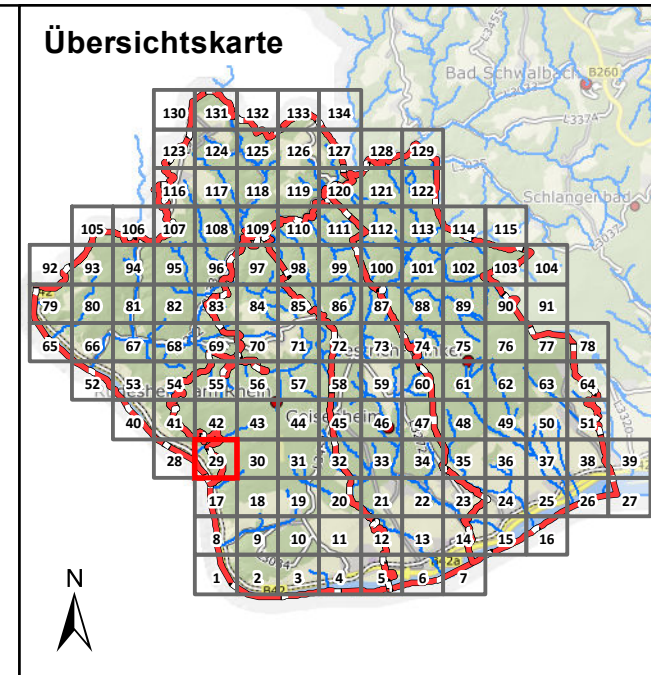 Übersichtskarte
L3455
Bad Schwalbach
B260
L3374
130 131 132 133 134
123 124 125 126 127 128 129
L3035
116 117 118 119 120 121 122
Schlangenbad
105 106 107 108 109 110 111 112 113 114 115
L3037
92 93 94 95 96 97 98 99 100 101 102 103 104
79 80 81 82 83 84 85 86 87 88 89 90 91
65 66 67 68 69 70 71 72 73 74 75 76 77 78
52 53 54 55 56 57 58 59 60 61 62 63 64
L3320
40 41 42 43 44 45 46 47 48 49 50 51
28 29 30 31 32 33 34 35 36 37 38 39
17 18 19 20 21 22 23 24 25 26 27
8 9 10 11 12 13 14 15 16
L3034
B42a
1 2 3 4 5 6 7
B42
N